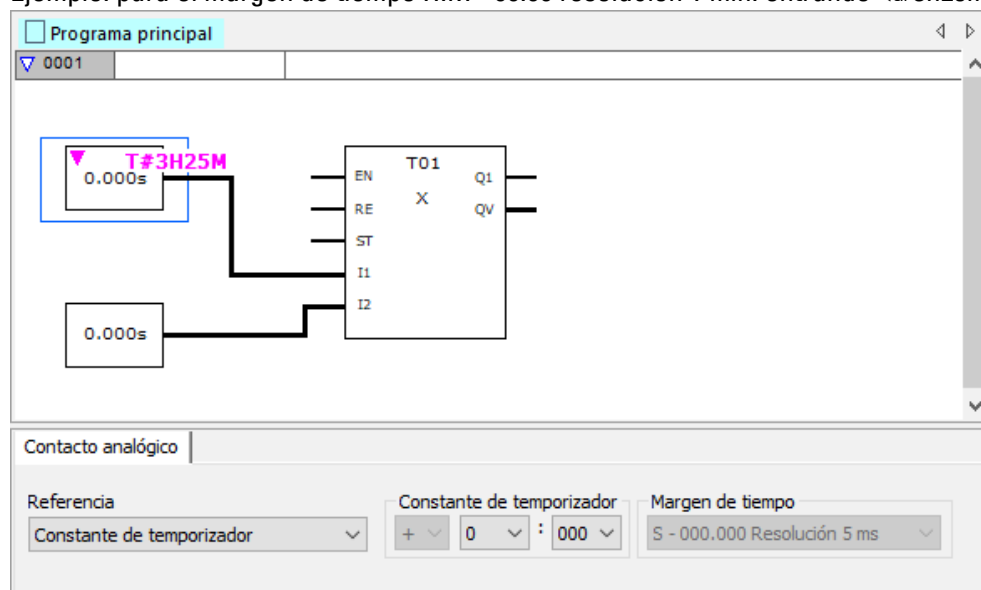 Programa principal
0001
T#3H25M
0.000s
T01
X
EN
RE
ST
I1
I2
Q1
QV
0.000s
Contacto analógico
Referencia
Constante de temporizador
Constante de temporizador
+ 0 : 000
Margen de tiempo
S - 000.000 Resolución 5 ms